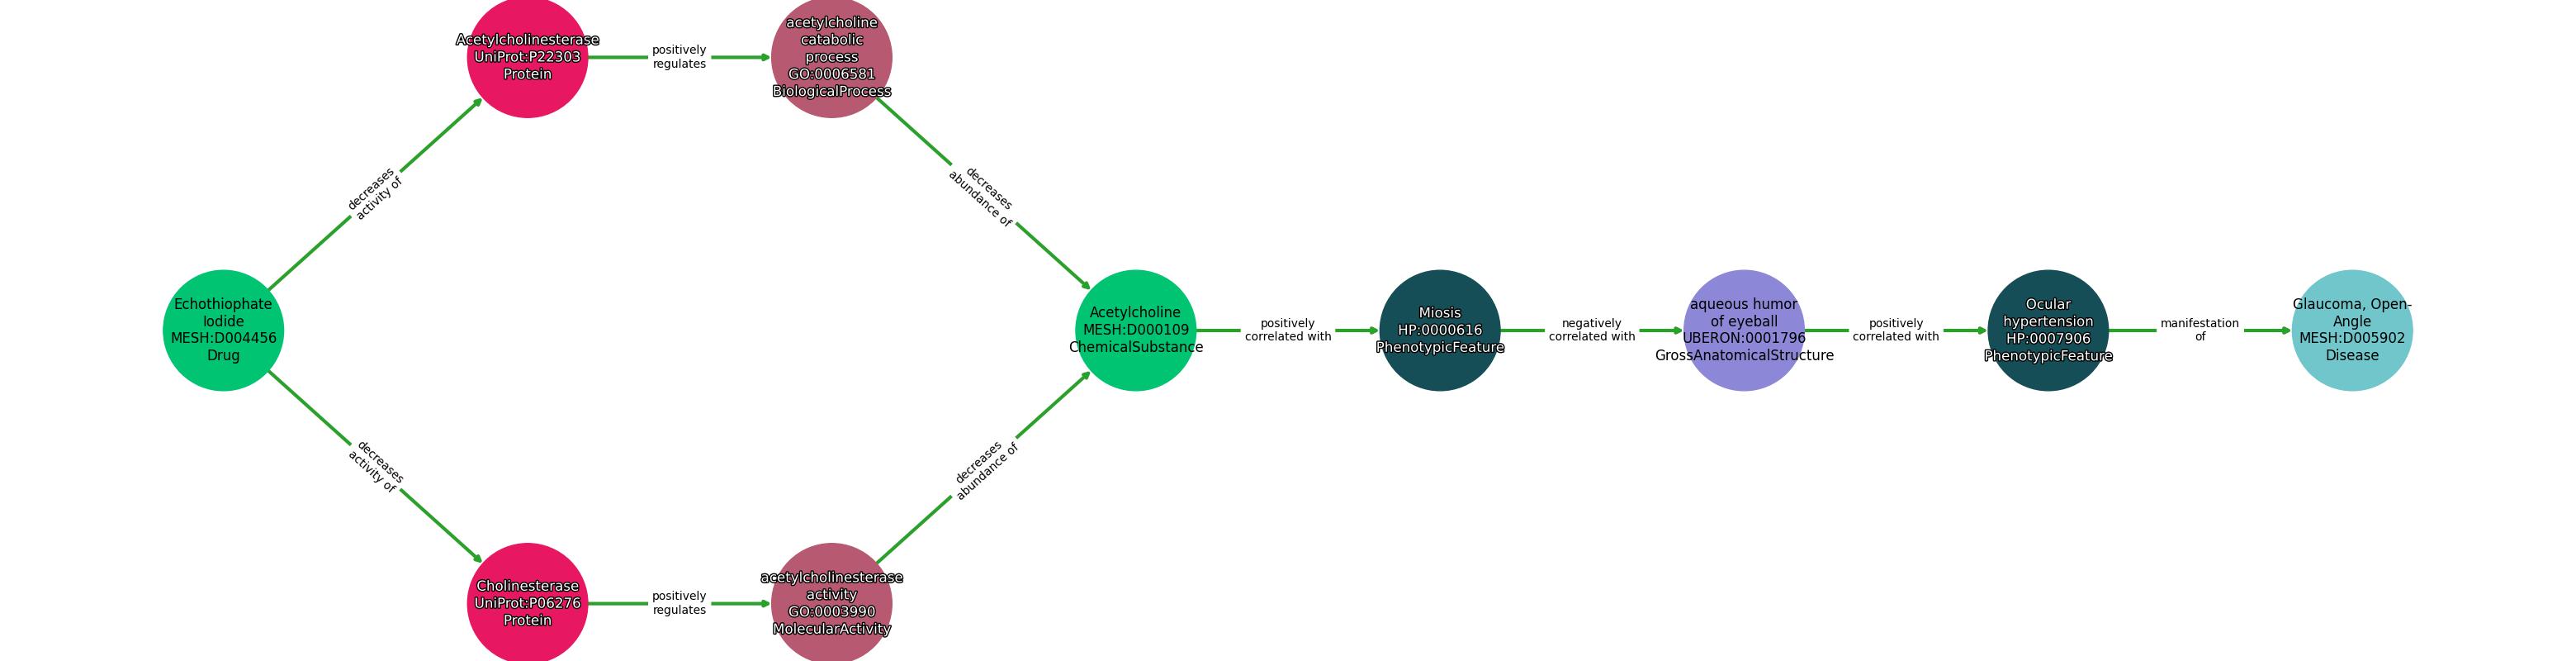 Acetylcholinesterase
UniProt:P22303
Protein
positively
regulates
acetylcholine
catabolic
process
GO:0006581
BiologicalProcess
decreases
activity of
decreases
abundance of
Echothiophate
Iodide
MESH:D004456
Drug
Acetylcholine
MESH:D000109
ChemicalSubstance
positively
correlated with
Miosis
HP:0000616
PhenotypicFeature
negatively
correlated with
aqueous humor
of eyeball
UBERON:0001796
GrossAnatomicalStructure
positively
correlated with
Ocular
hypertension
HP:0007906
PhenotypicFeature
manifestation
of
Glaucoma, Open-
Angle
MESH:D005902
Disease
decreases
activity of
decreases
abundance of
Cholinesterase
UniProt:P06276
Protein
positively
regulates
acetylcholinesterase
activity
GO:0003990
MolecularActivity